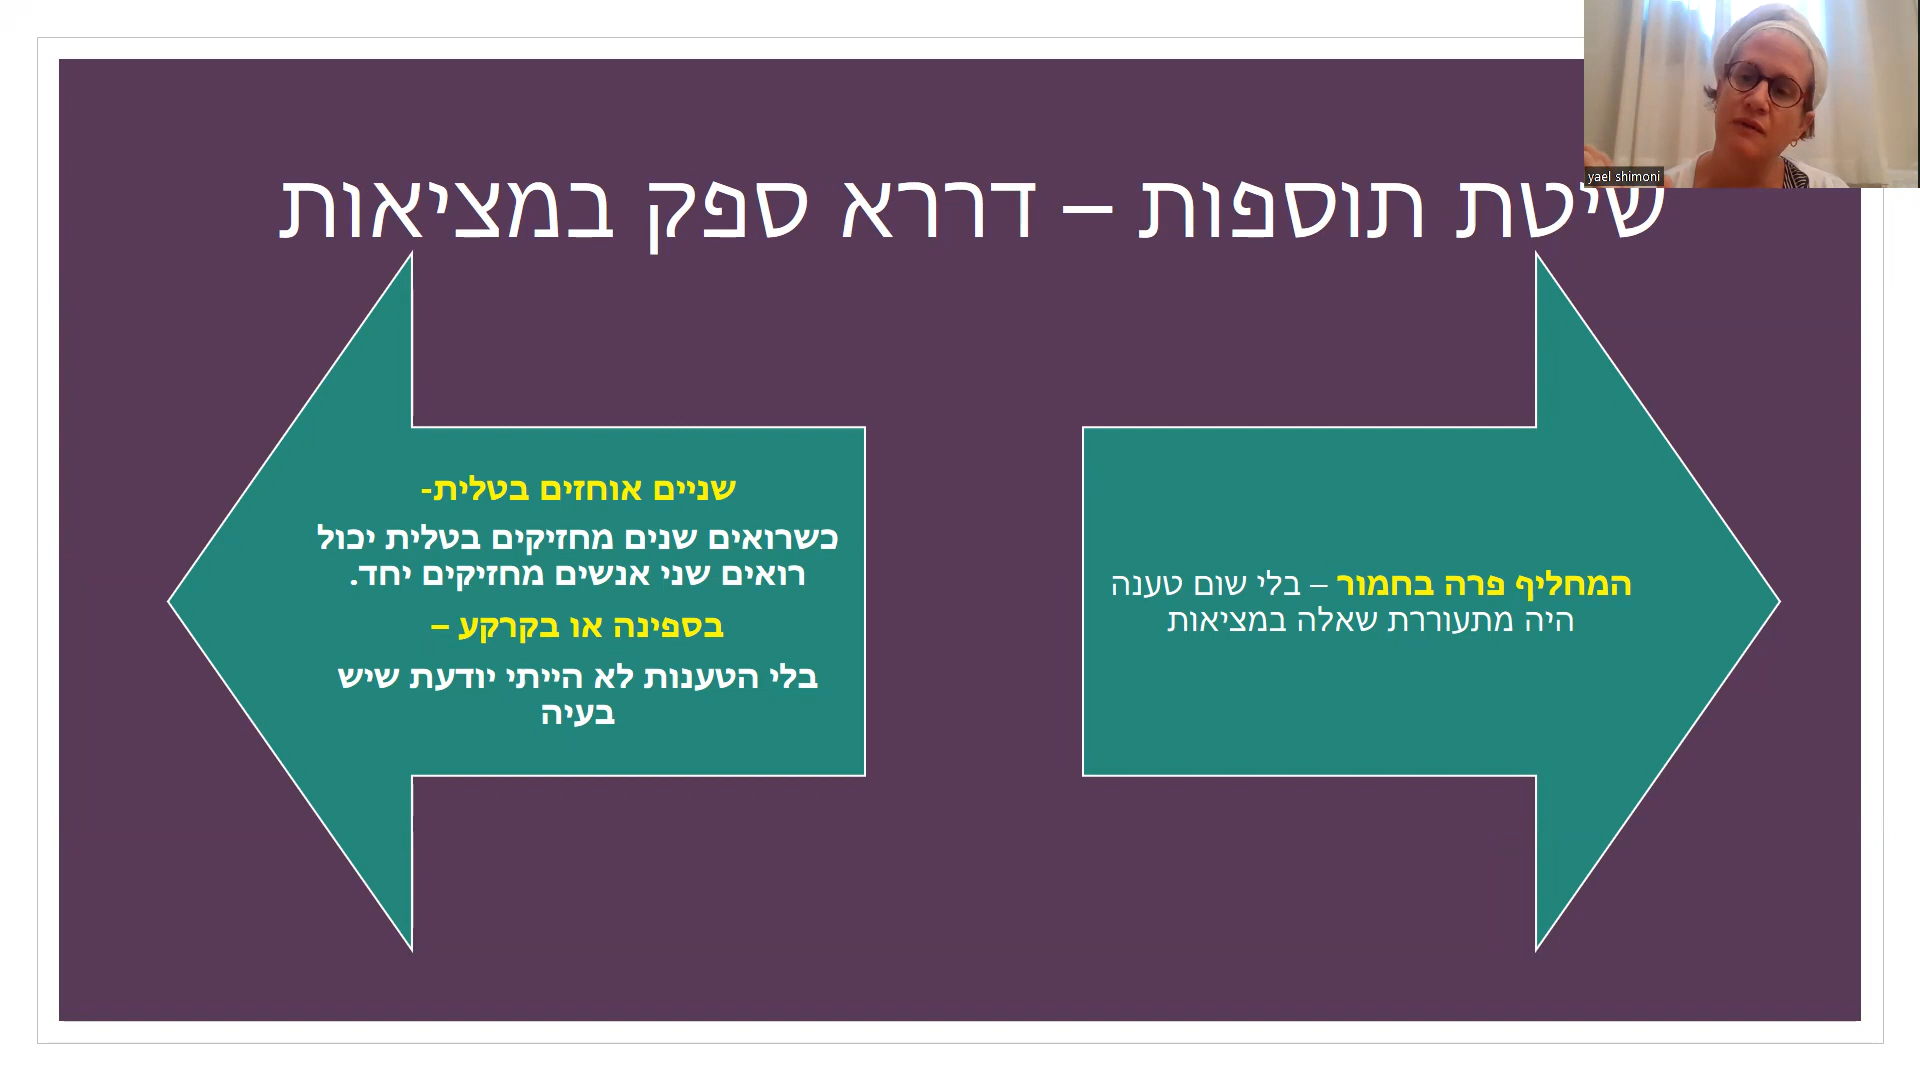 שיטת תוספות – דררא ספק במציאות
המחליף פרה בחמור – בלי שום טענה
היה מתעוררת שאלה במציאות
שניים אוחזים בטלית-
כשרואים שנים מחזיקים בטלית יכול
רואים שני אנשים מחזיקים יחד.
בספינה או בקרקע –
בלי הטענות לא הייתי יודעת שיש
בעיה
yael shimoni